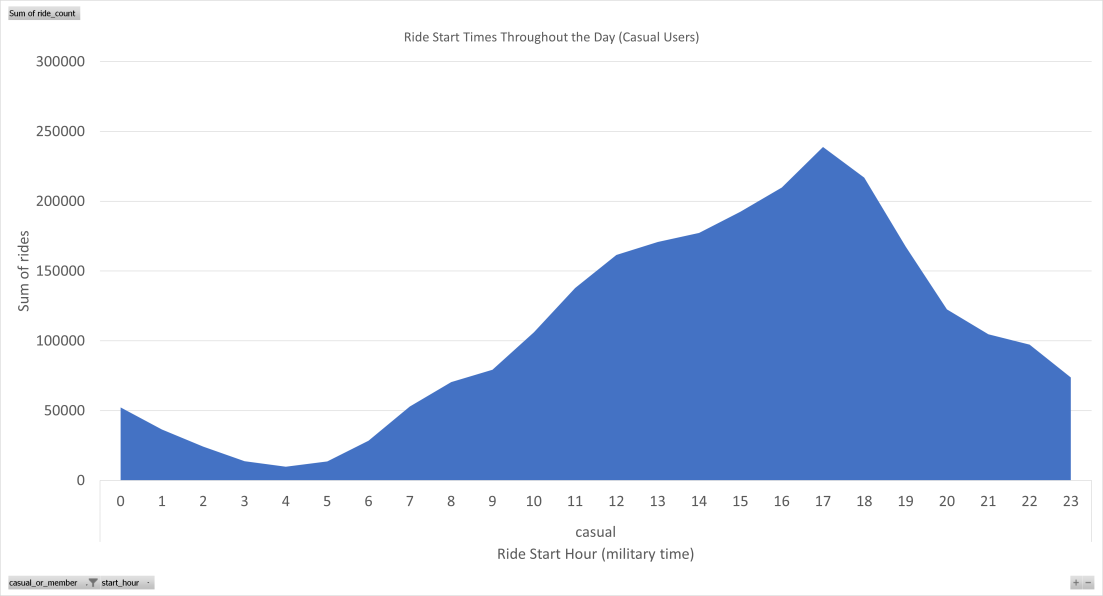 Sum of ride_count
Ride Start Times Throughout the Day (Casual Users)
300000
250000
200000
150000
100000
50000
0
Sum of rides
0 1 2 3 4 5 6 7 8 9 10 11 12 13 14 15 16 17 18 19 20 21 22 23
casual
Ride Start Hour (military time)
casual_or_member start_hour
+ −